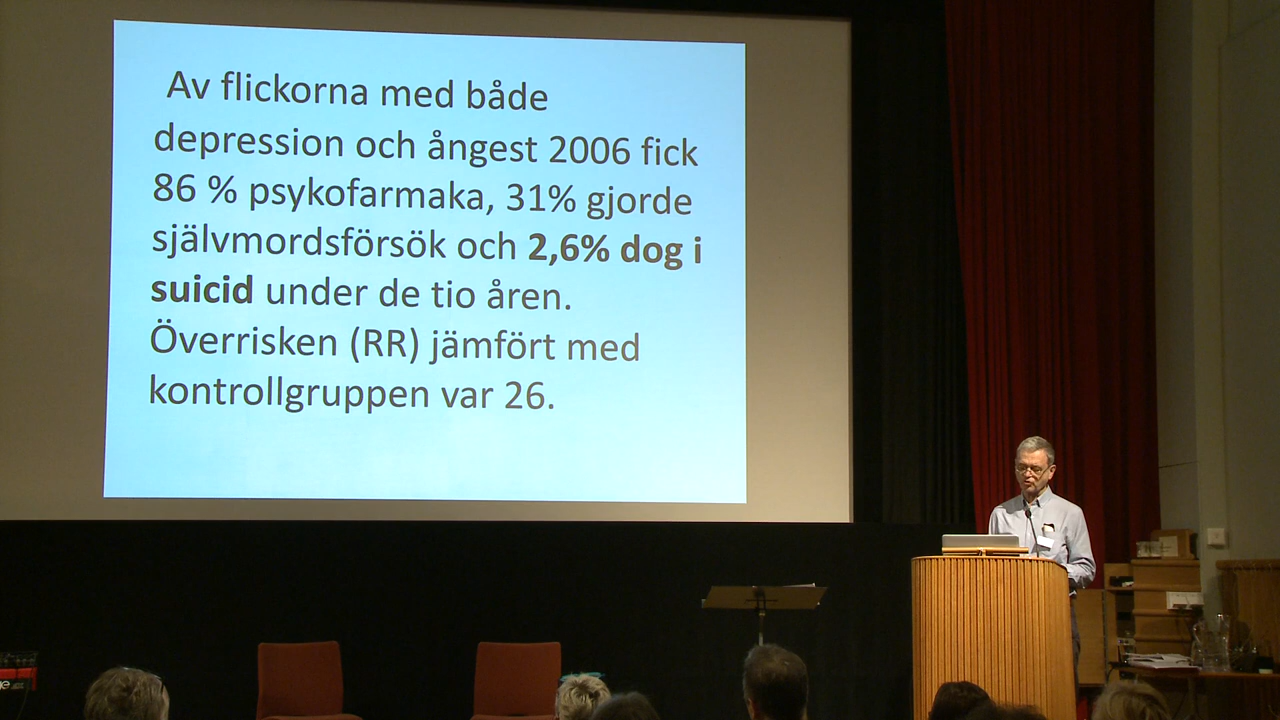 Av flickorna med både
depression och ångest 2006 fick
86 % psykofarmaka, 31% gjorde
självmordsförsök och 2,6% dog i
suicid under de tio åren.
Överrisken (RR) jämfört med
kontrollgruppen var 26.